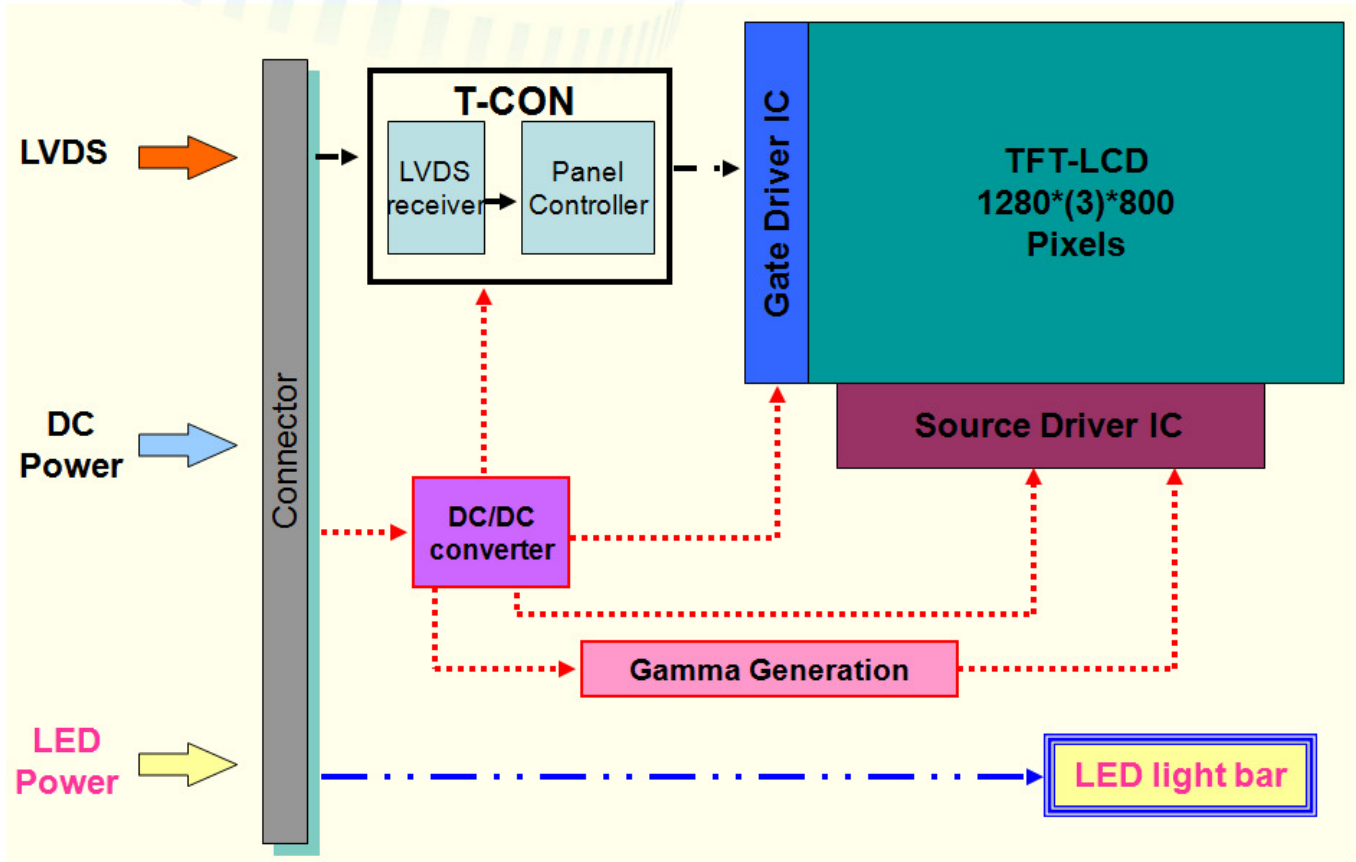 T-CON
LVDS
receiver
Panel
Controller
Gate Driver IC
TFT-LCD
1280*(3)*800
Pixels
LVDS
Source Driver IC
DC
Power
Connector
DC/DC
converter
Gamma Generation
LED
Power
LED light bar